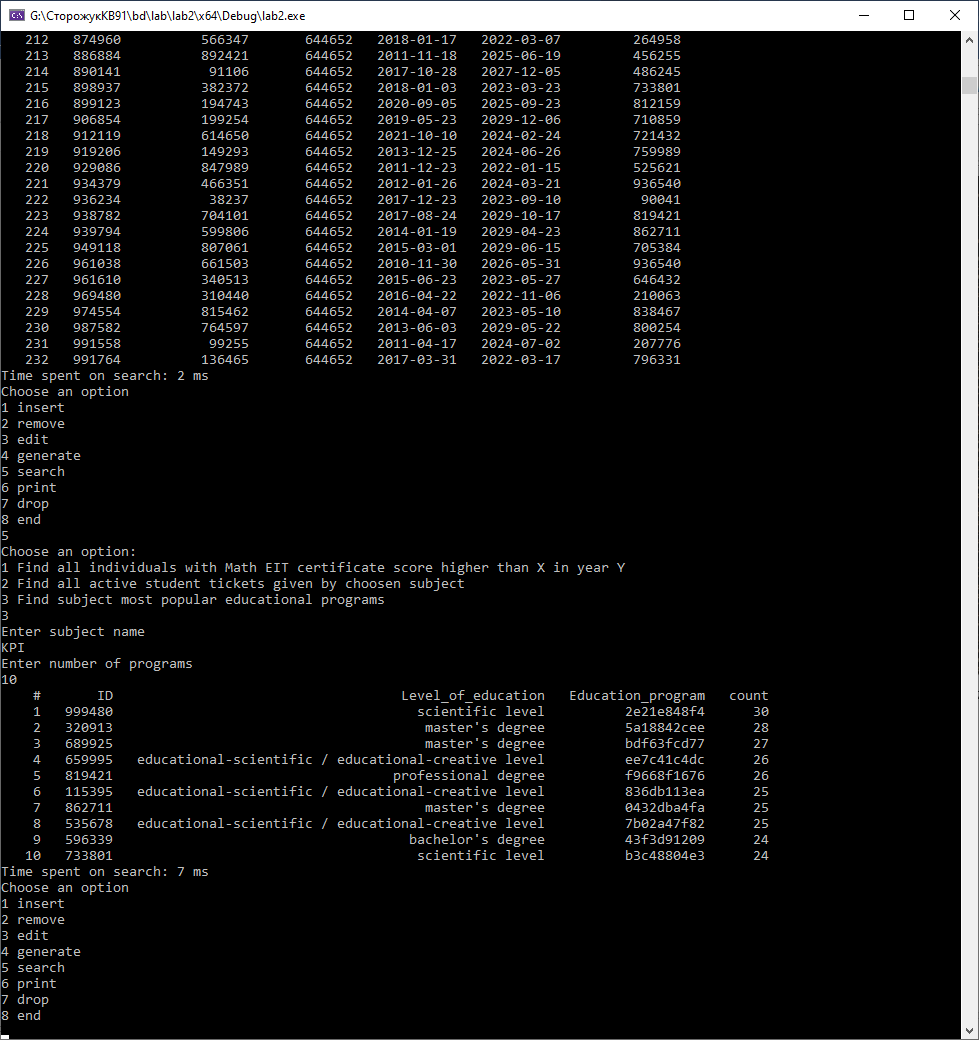 G:\СторожукКВ91\bd\lab\lab2\x64\Debug\lab2.exe
212 874960 566347 644652 2018-01-17 2022-03-07 264958
213 886884 892421 644652 2011-11-18 2025-06-19 456255
214 890141 91106 644652 2017-10-28 2027-12-05 486245
215 898937 382372 644652 2018-01-03 2023-03-23 733801
216 899123 194743 644652 2020-09-05 2025-09-23 812159
217 906854 199254 644652 2019-05-23 2029-12-06 710859
218 912119 614650 644652 2021-10-10 2024-02-24 721432
219 919206 149293 644652 2013-12-25 2024-06-26 759989
220 929086 847989 644652 2011-12-23 2022-01-15 525621
221 934379 466351 644652 2012-01-26 2024-03-21 936540
222 936234 38237 644652 2017-12-23 2023-09-10 90041
223 938782 704101 644652 2017-08-24 2029-10-17 819421
224 939794 599806 644652 2014-01-19 2029-04-23 862711
225 949118 807061 644652 2015-03-01 2029-06-15 705384
226 961038 661503 644652 2010-11-30 2026-05-31 936540
227 961610 340513 644652 2015-06-23 2023-05-27 646432
228 969480 310440 644652 2016-04-22 2022-11-06 210063
229 974554 815462 644652 2014-04-07 2023-05-10 838467
230 987582 764597 644652 2013-06-03 2029-05-22 800254
231 991558 99255 644652 2011-04-17 2024-07-02 207776
232 991764 136465 644652 2017-03-31 2022-03-17 796331
Time spent on search: 2 ms
Choose an option
1 insert
2 remove
3 edit
4 generate
5 search
6 print
7 drop
8 end
5
Choose an option:
1 Find all individuals with Math EIT certificate score higher than X in year Y
2 Find all active student tickets given by choosen subject
3 Find subject most popular educational programs
3
Enter subject name
KPI
Enter number of programs
10
# ID Level_of_education Education_program count
1 999480 scientific level 2e21e848f4 30
2 320913 master's degree 5a18842cee 28
3 689925 master's degree bdf63fcd77 27
4 659995 educational-scientific / educational-creative level ee7c41c4dc 26
5 819421 professional degree f9668f1676 26
6 115395 educational-scientific / educational-creative level 836db113ea 25
7 862711 master's degree 0432dba4fa 25
8 535678 educational-scientific / educational-creative level 7b02a47f82 25
9 596339 bachelor's degree 43f3d91209 24
10 733801 scientific level b3c48804e3 24
Time spent on search: 7 ms
Choose an option
1 insert
2 remove
3 edit
4 generate
5 search
6 print
7 drop
8 end